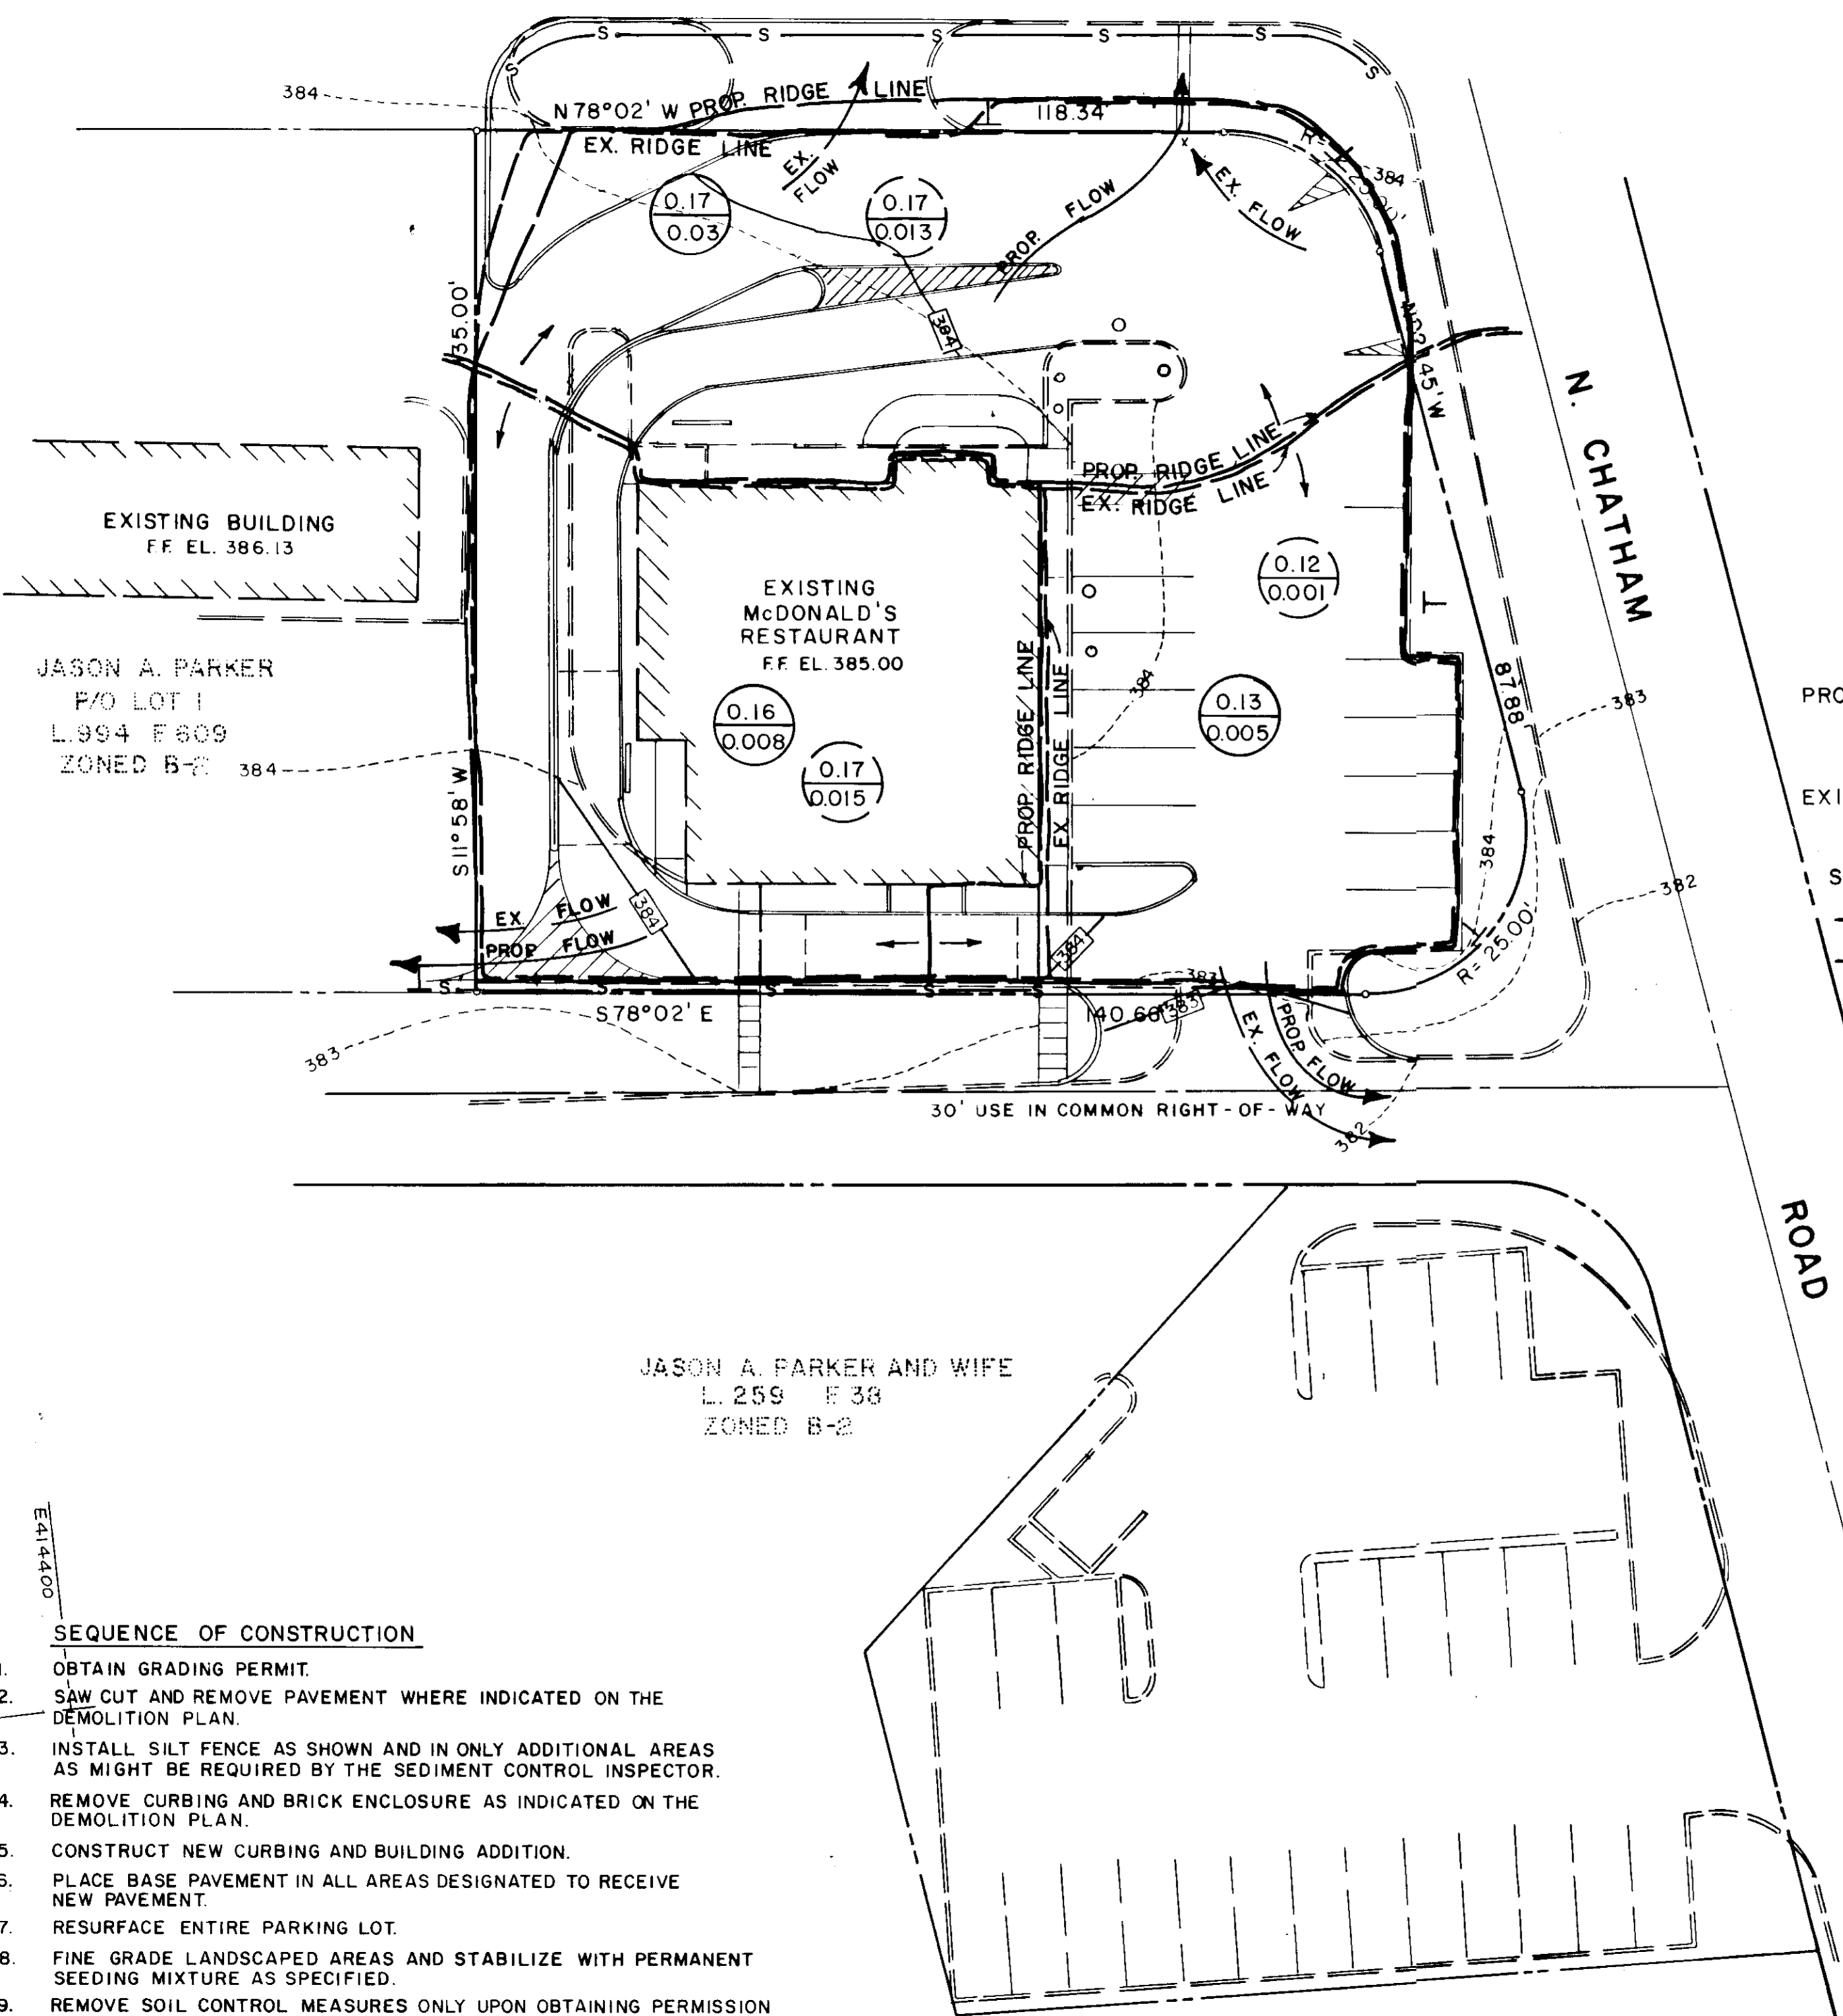 S S S S S
S S
384
N78°02' W PROP. RIDGE LINE
118.34'
EX. RIDGE LINE
EX. FLOW
R= 25.00'
384
EX. FLOW
PROP. FLOW
0.17
0.03
0.17
0.013
135.00'
384
N. CHATHAM
PROP. RIDGE LINE
EX. RIDGE LINE
EXISTING BUILDING
F.F. EL. 386.13
0.12
0.001
EXISTING
McDONALD'S
RESTAURANT
F.F. EL. 385.00
JASON A. PARKER
P/O LOT 1
L.994 F 609
ZONED B-2
384
PROP. RIDGE LINE
EX. RIDGE LINE
384
0.16
0.008
0.13
0.005
0.17
0.015
87.88'
383
PRO
EXI
S
S11°58' W
384
382
EX. FLOW
PROP FLOW
384
384
R= 25.00'
383
S S S S S
S78°02' E
140.66'
383
EX. FLOW
PROP. FLOW
383
30' USE IN COMMON RIGHT-OF-WAY
382
ROAD
JASON A. PARKER AND WIFE
L. 259 F 38
ZONED B-2
E414400
SEQUENCE OF CONSTRUCTION
1. OBTAIN GRADING PERMIT.
2. SAW CUT AND REMOVE PAVEMENT WHERE INDICATED ON THE
DEMOLITION PLAN.
3. INSTALL SILT FENCE AS SHOWN AND IN ONLY ADDITIONAL AREAS
AS MIGHT BE REQUIRED BY THE SEDIMENT CONTROL INSPECTOR.
4. REMOVE CURBING AND BRICK ENCLOSURE AS INDICATED ON THE
DEMOLITION PLAN.
5. CONSTRUCT NEW CURBING AND BUILDING ADDITION.
6. PLACE BASE PAVEMENT IN ALL AREAS DESIGNATED TO RECEIVE
NEW PAVEMENT.
7. RESURFACE ENTIRE PARKING LOT.
8. FINE GRADE LANDSCAPED AREAS AND STABILIZE WITH PERMANENT
SEEDING MIXTURE AS SPECIFIED.
9. REMOVE SOIL CONTROL MEASURES ONLY UPON OBTAINING PERMISSION